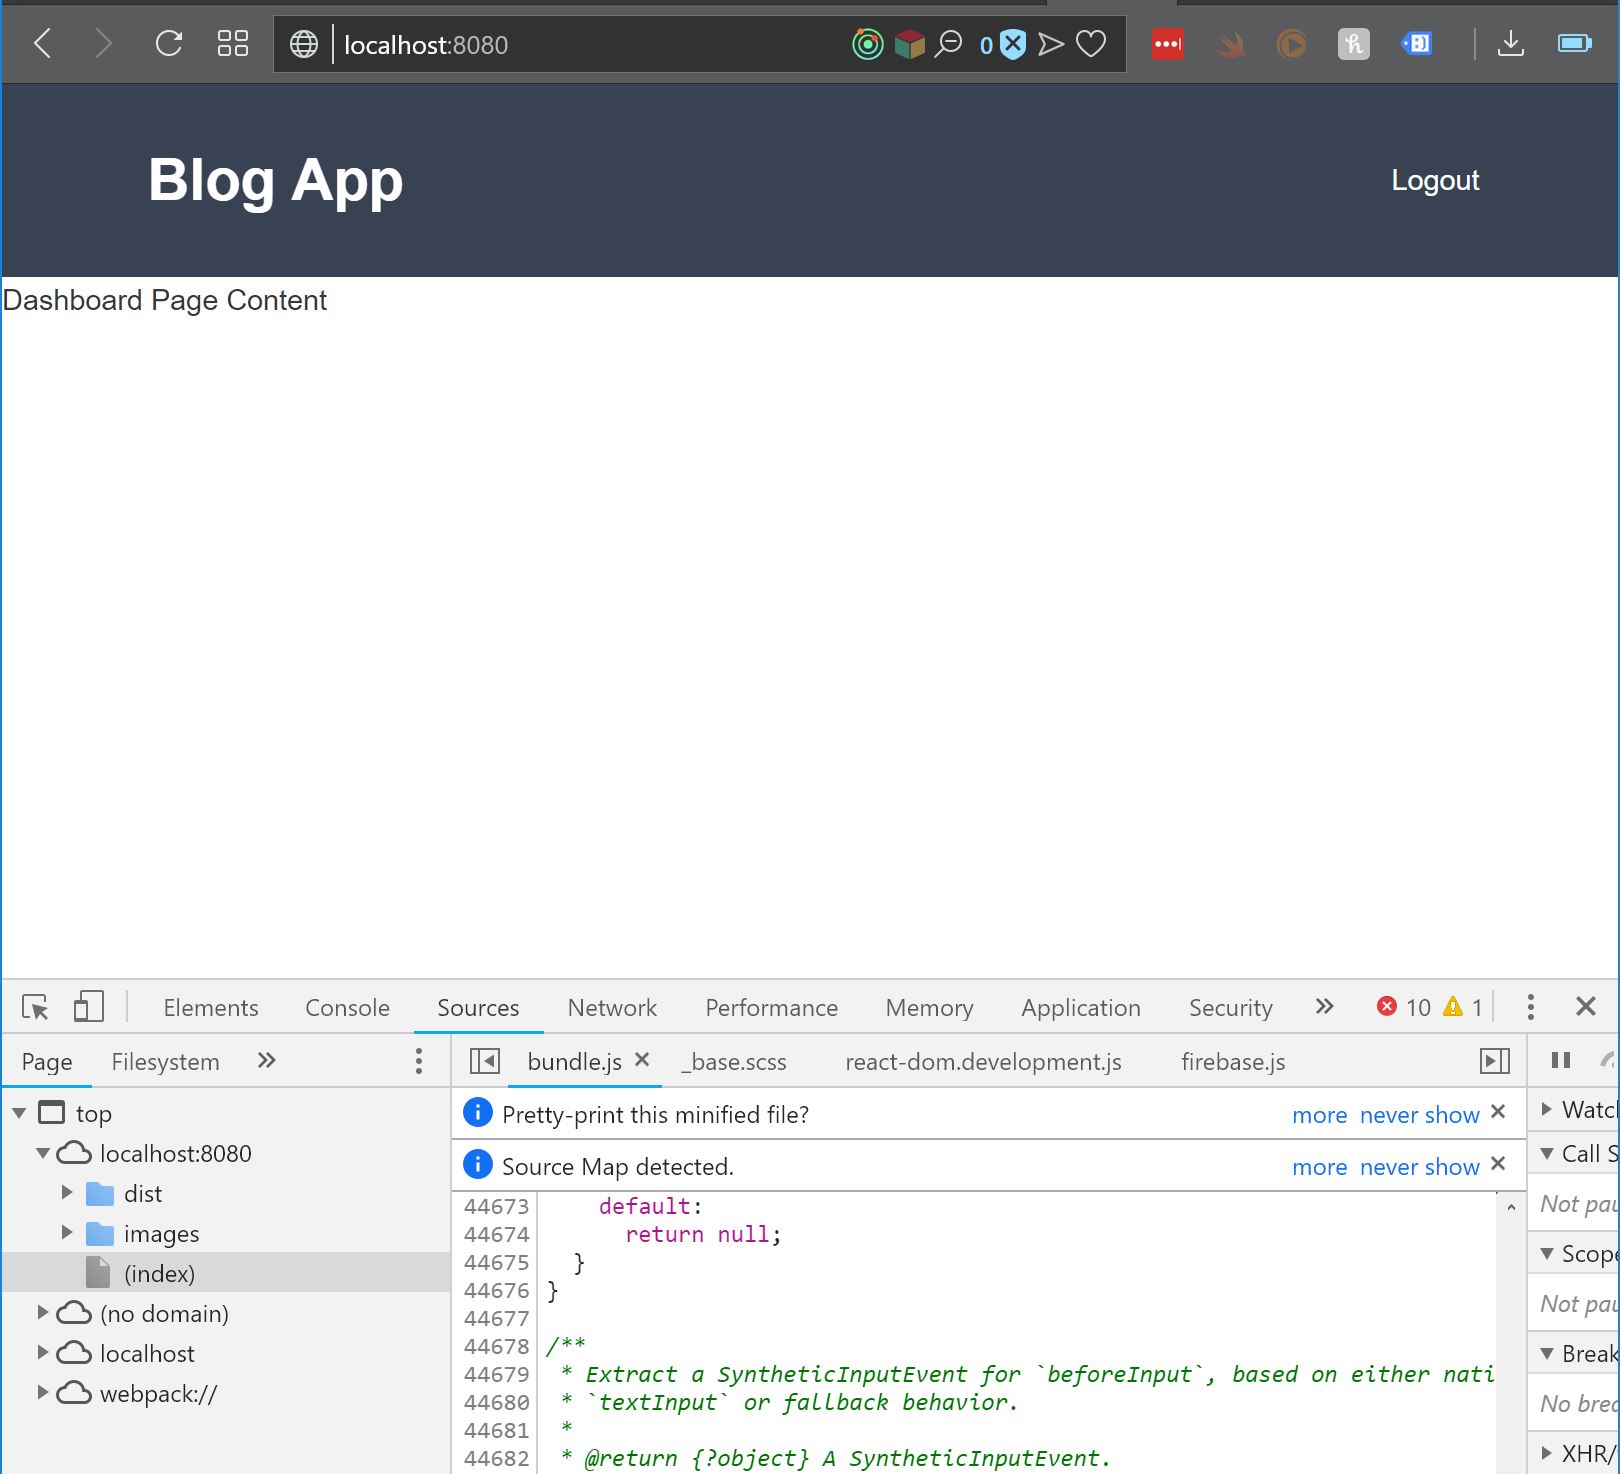 localhost:8080
0
Blog App
Logout
Dashboard Page Content
Elements Console Sources Network Performance Memory Application Security 10 1
Page Filesystem
bundle.js _base.scss react-dom.development.js firebase.js
top
localhost:8080
dist
images
(index)
(no domain)
localhost
webpack://
Pretty-print this minified file? more never show
Source Map detected. more never show
44673 default:
44674 return null;
44675 }
44676 }
44677
44678 /**
44679 * Extract a SyntheticInputEvent for `beforeInput`, based on either nati
44680 * `textInput` or fallback behavior.
44681 *
44682 * @return {?object} A SyntheticInputEvent.
Watc
Call S
Not pau
Scope
Not pau
Break
No brea
XHR/